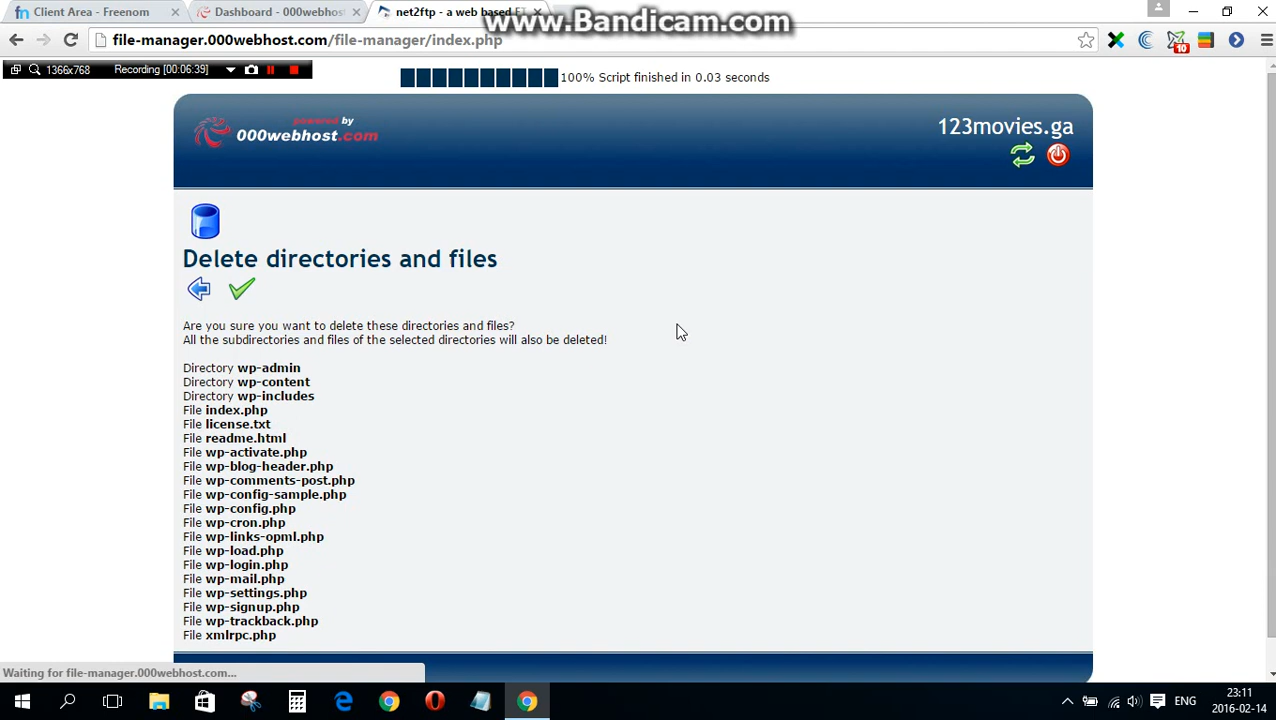 www.Bandicam.com
Client Area - Freenom
Dashboard - 000webhost
net2ftp - a web based
file-manager.000webhost.com/file-manager/index.php
10
1366x768
Recording [00:06:39]
100% Script finished in 0.03 seconds
powered by
000webhost.com
123movies.ga
Delete directories and files
Are you sure you want to delete these directories and files?
All the subdirectories and files of the selected directories will also be deleted!
Directory wp-admin
Directory wp-content
Directory wp-includes
File index.php
File license.txt
File readme.html
File wp-activate.php
File wp-blog-header.php
File wp-comments-post.php
File wp-config-sample.php
File wp-config.php
File wp-cron.php
File wp-links-opml.php
File wp-load.php
File wp-login.php
File wp-mail.php
File wp-settings.php
File wp-signup.php
File wp-trackback.php
File xmlrpc.php
Waiting for file-manager.000webhost.com...
ENG
23:11
2016-02-14